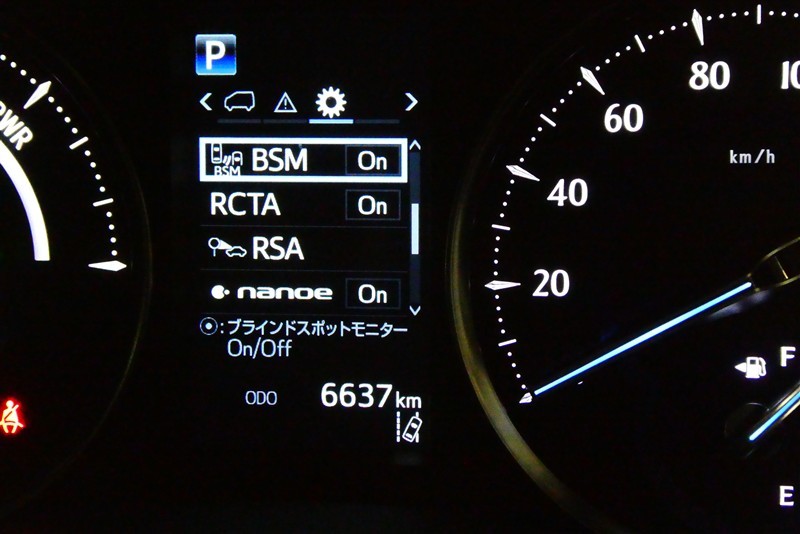 P
BSM
BSM On
RCTA On
RSA
nanoe On
:ブラインドスポットモニター
On/Off
ODO 6637km
PWR
20
40
60
80
10
km/h
F
E